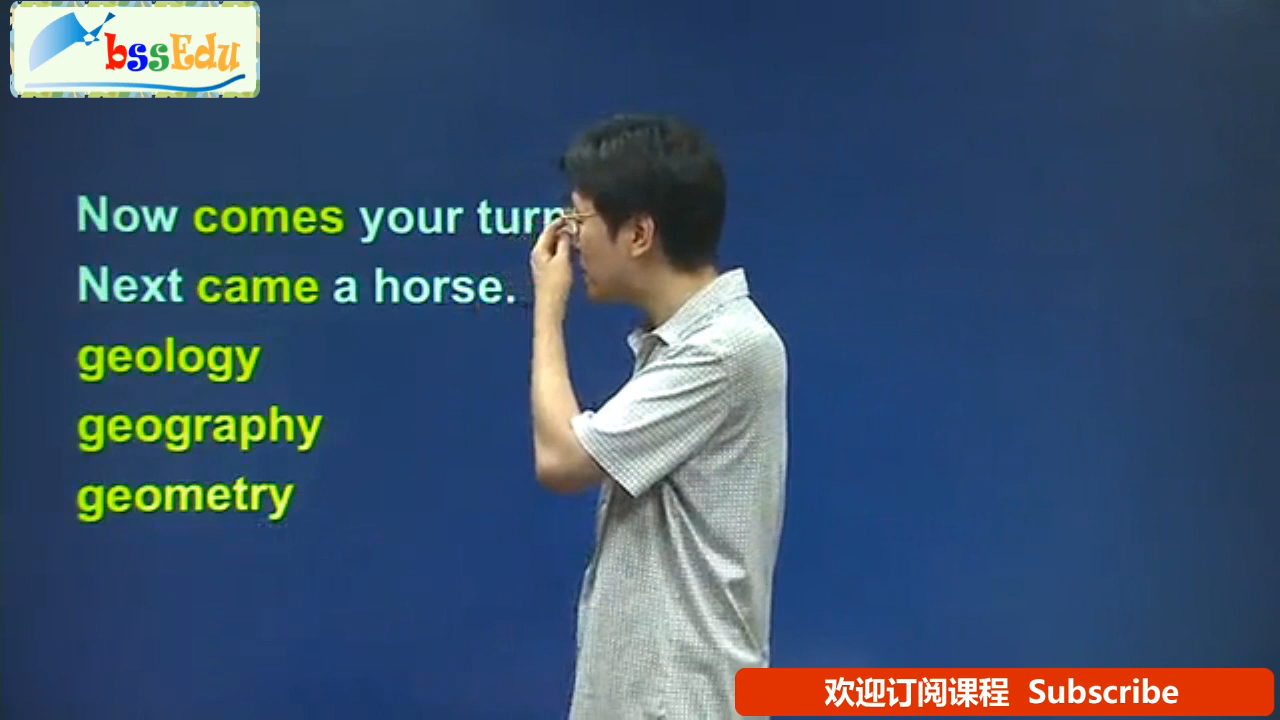 bssEdu
Now comes your turn
Next came a horse.
geology
geography
geometry
欢迎订阅课程 Subscribe